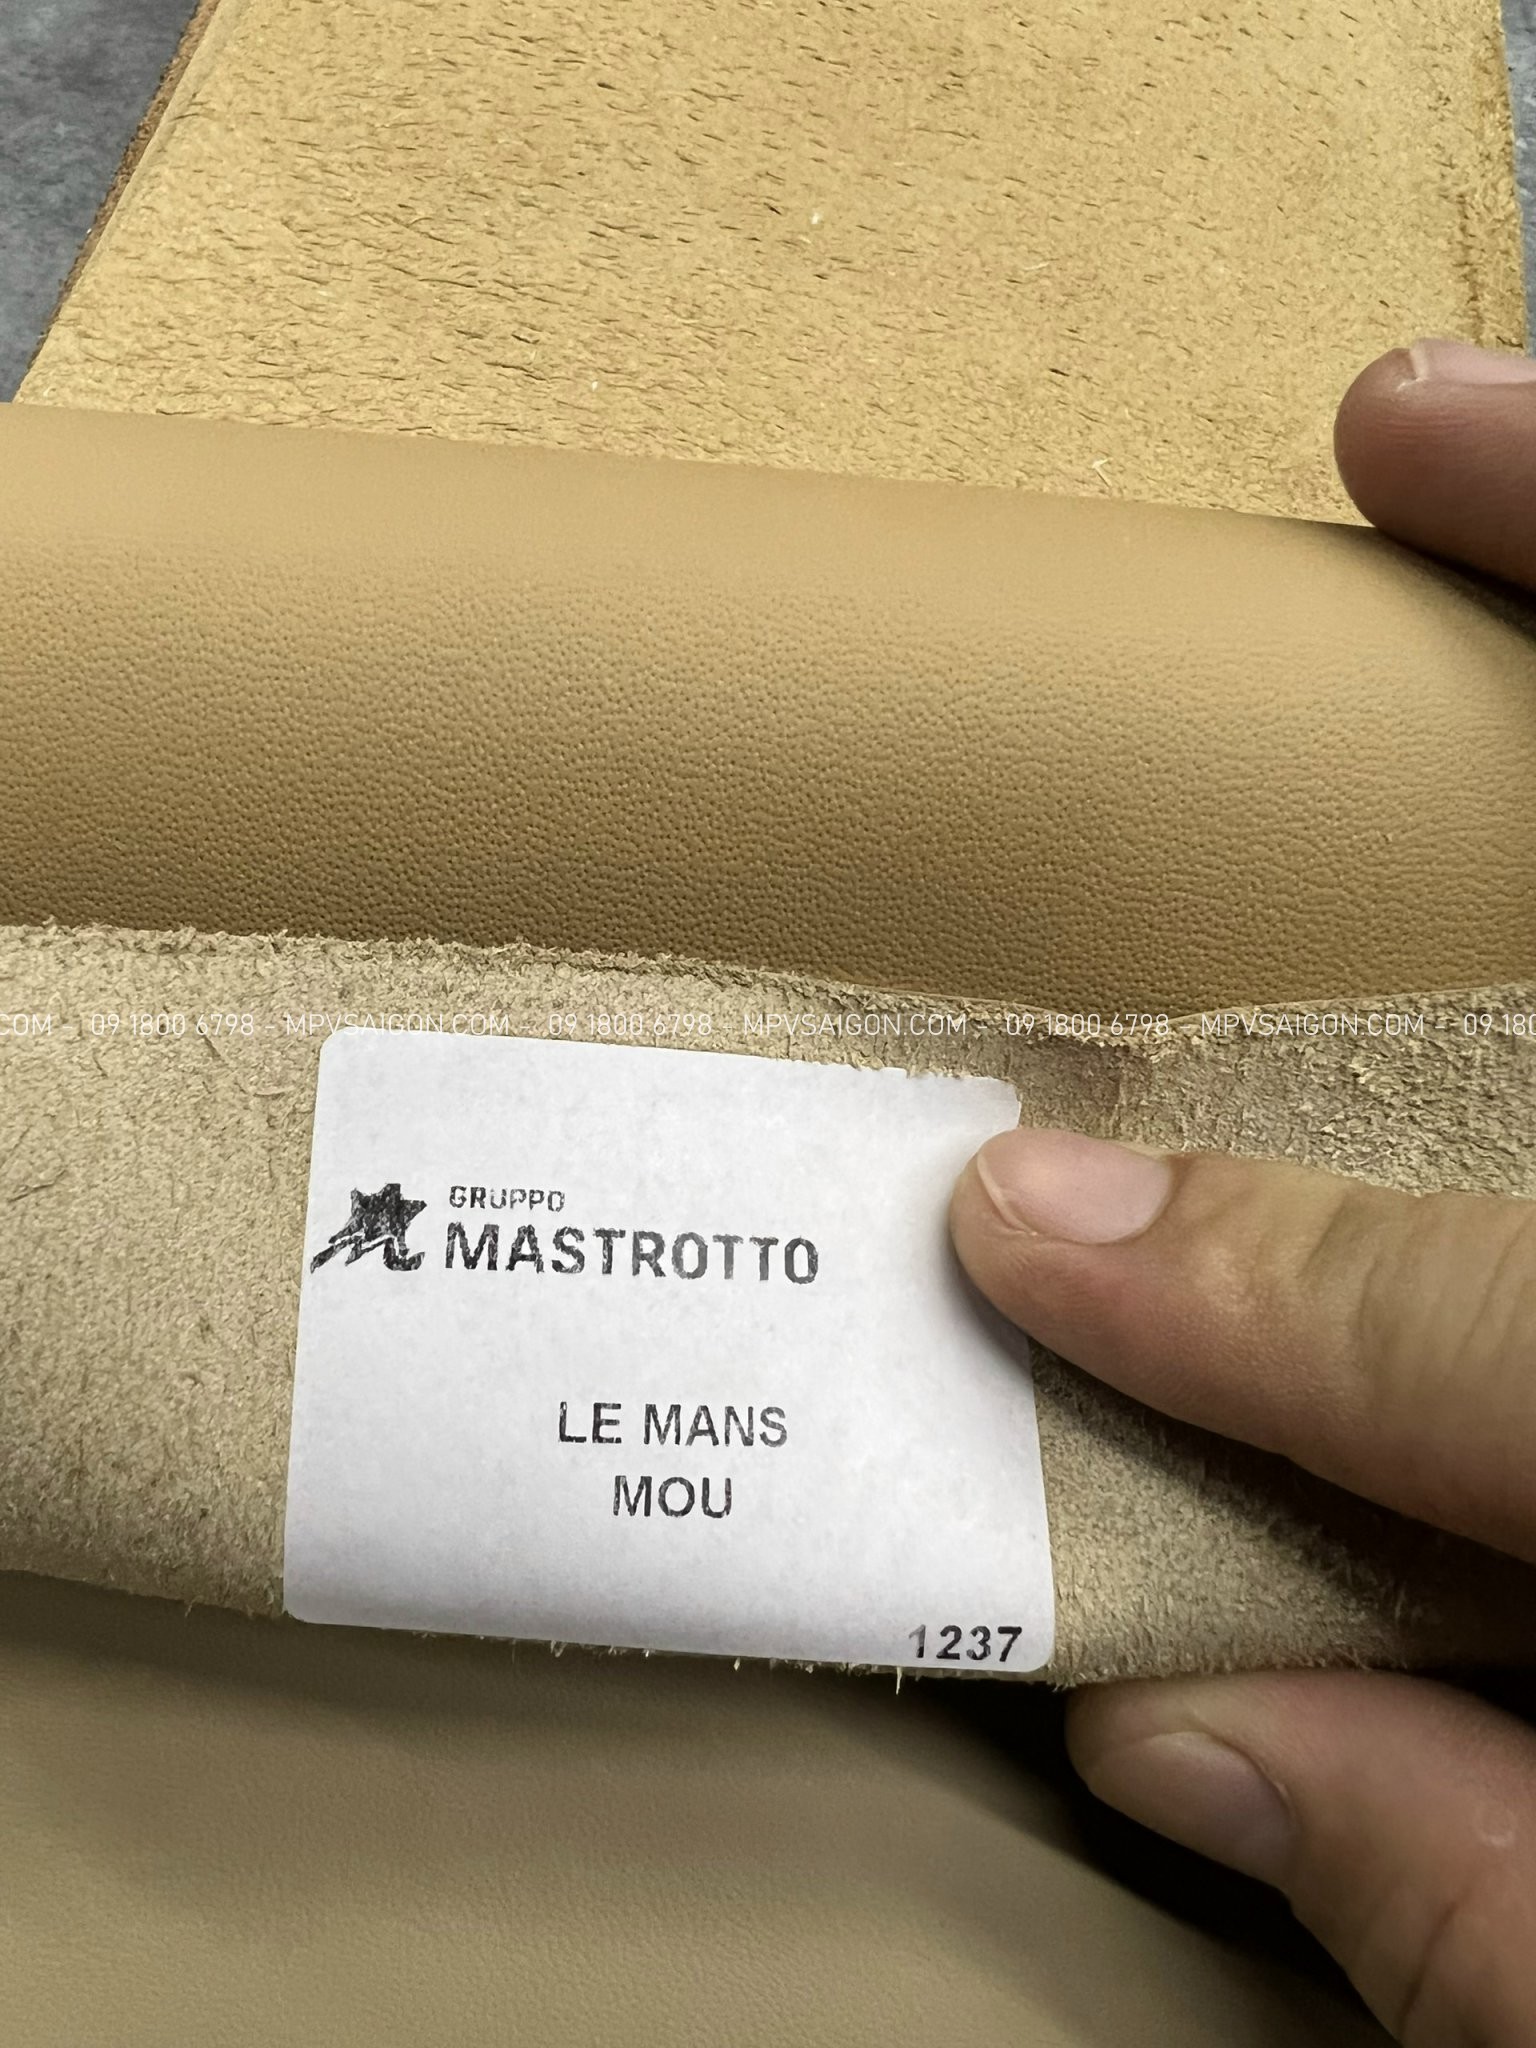 COM - 09 1800 6798 - MPVSAIGON.COM - 09 1800 6798 - MPVSAIGON.COM - 09 1800 6798 - MPVSAIGON.COM - 09 180
GRUPPO
MASTROTTO
LE MANS
MOU
1237